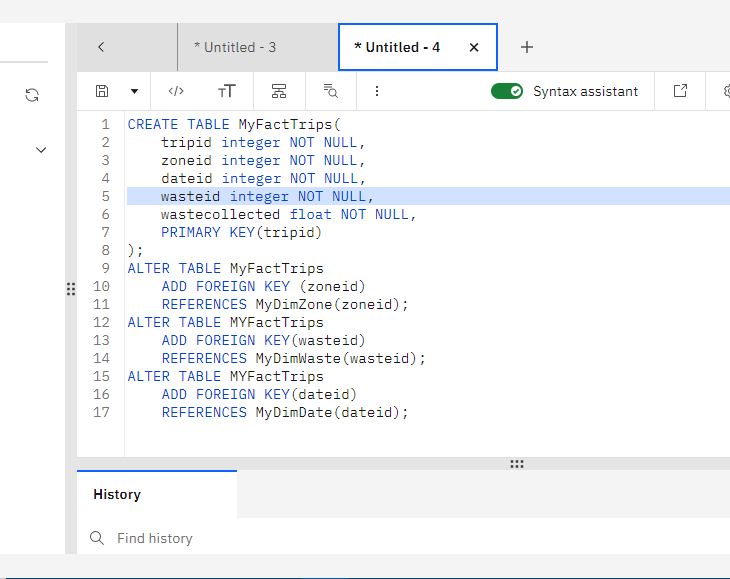 * Untitled - 3
* Untitled - 4
Syntax assistant
1 CREATE TABLE MyFactTrips(
2 tripid integer NOT NULL,
3 zoneid integer NOT NULL,
4 dateid integer NOT NULL,
5 wasteid integer NOT NULL,
6 wastecollected float NOT NULL,
7 PRIMARY KEY(tripid)
8 );
9 ALTER TABLE MyFactTrips
10 ADD FOREIGN KEY (zoneid)
11 REFERENCES MyDimZone(zoneid);
12 ALTER TABLE MYFactTrips
13 ADD FOREIGN KEY(wasteid)
14 REFERENCES MyDimWaste(wasteid);
15 ALTER TABLE MYFactTrips
16 ADD FOREIGN KEY(dateid)
17 REFERENCES MyDimDate(dateid);
History
Find history